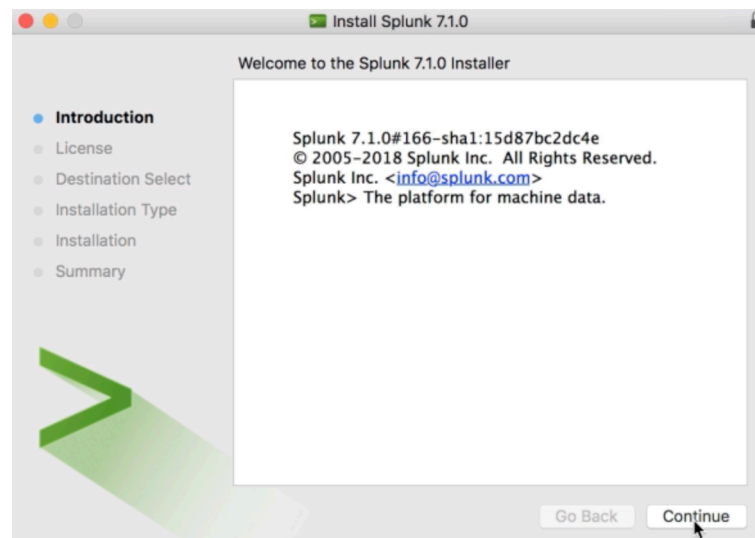 Install Splunk 7.1.0
Welcome to the Splunk 7.1.0 Installer
Introduction
License
Destination Select
Installation Type
Installation
Summary
Splunk 7.1.0#166-sha1:15d87bc2dc4e
© 2005-2018 Splunk Inc. All Rights Reserved.
Splunk Inc. <info@splunk.com>
Splunk> The platform for machine data.
Go Back
Continue